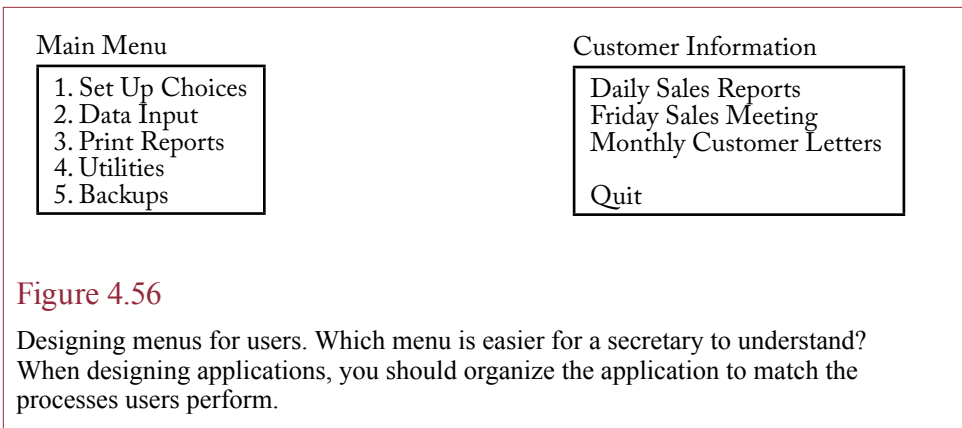 Main Menu
1. Set Up Choices
2. Data Input
3. Print Reports
4. Utilities
5. Backups
Customer Information
Daily Sales Reports
Friday Sales Meeting
Monthly Customer Letters
Quit
Figure 4.56
Designing menus for users. Which menu is easier for a secretary to understand?
When designing applications, you should organize the application to match the
processes users perform.